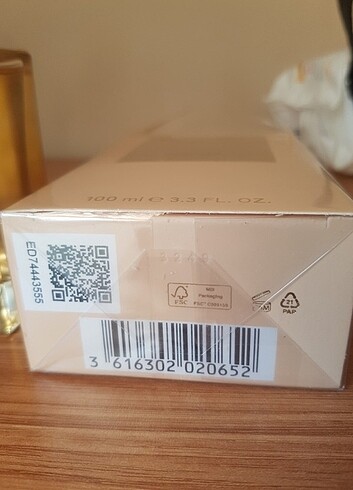 100 ml ℮ 3.3 FL. OZ.
ED74443555
FSC
MIX
Packaging
21
PAP
3 616302 020652